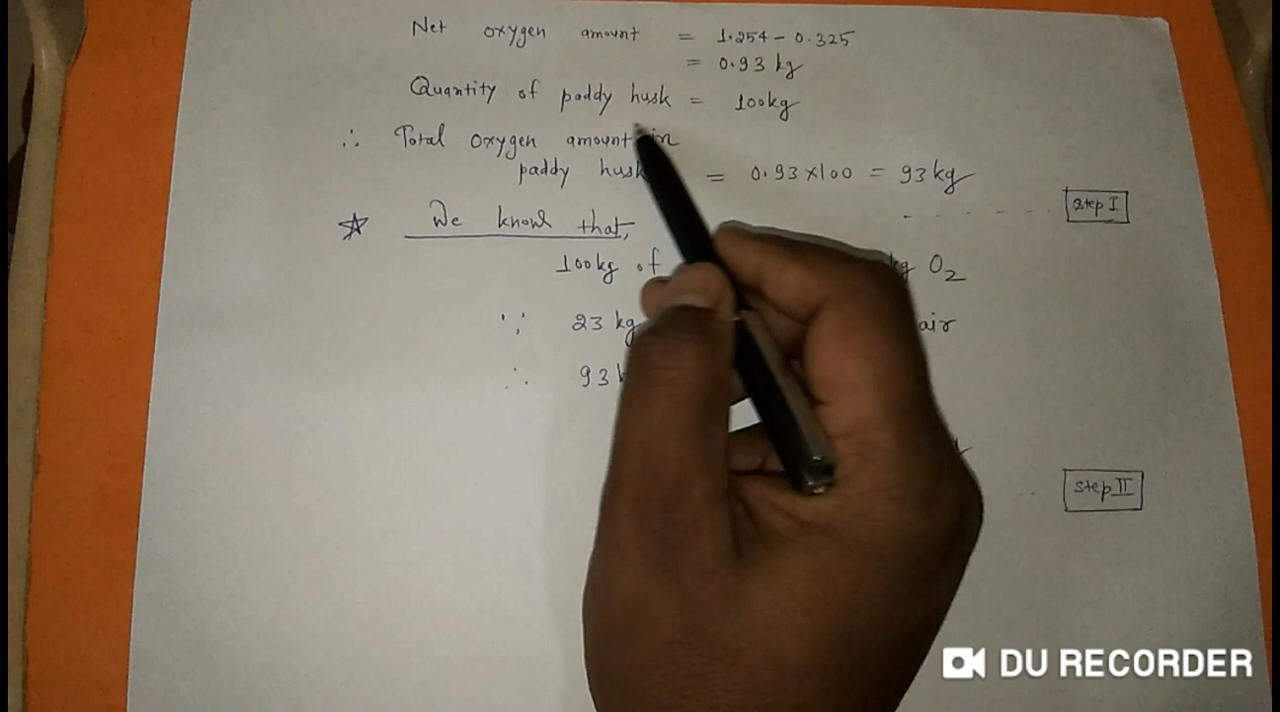 Net oxygen amount = 1.254 - 0.325
= 0.93 kg
Quantity of paddy husk = 100kg
∴ Total oxygen amount in
paddy husk = 0.93 x 100 = 93 kg
Step I
☆ We know that,
100kg of kg O2
∵ 23 kg air
∴ 93 k
Step II
DU RECORDER